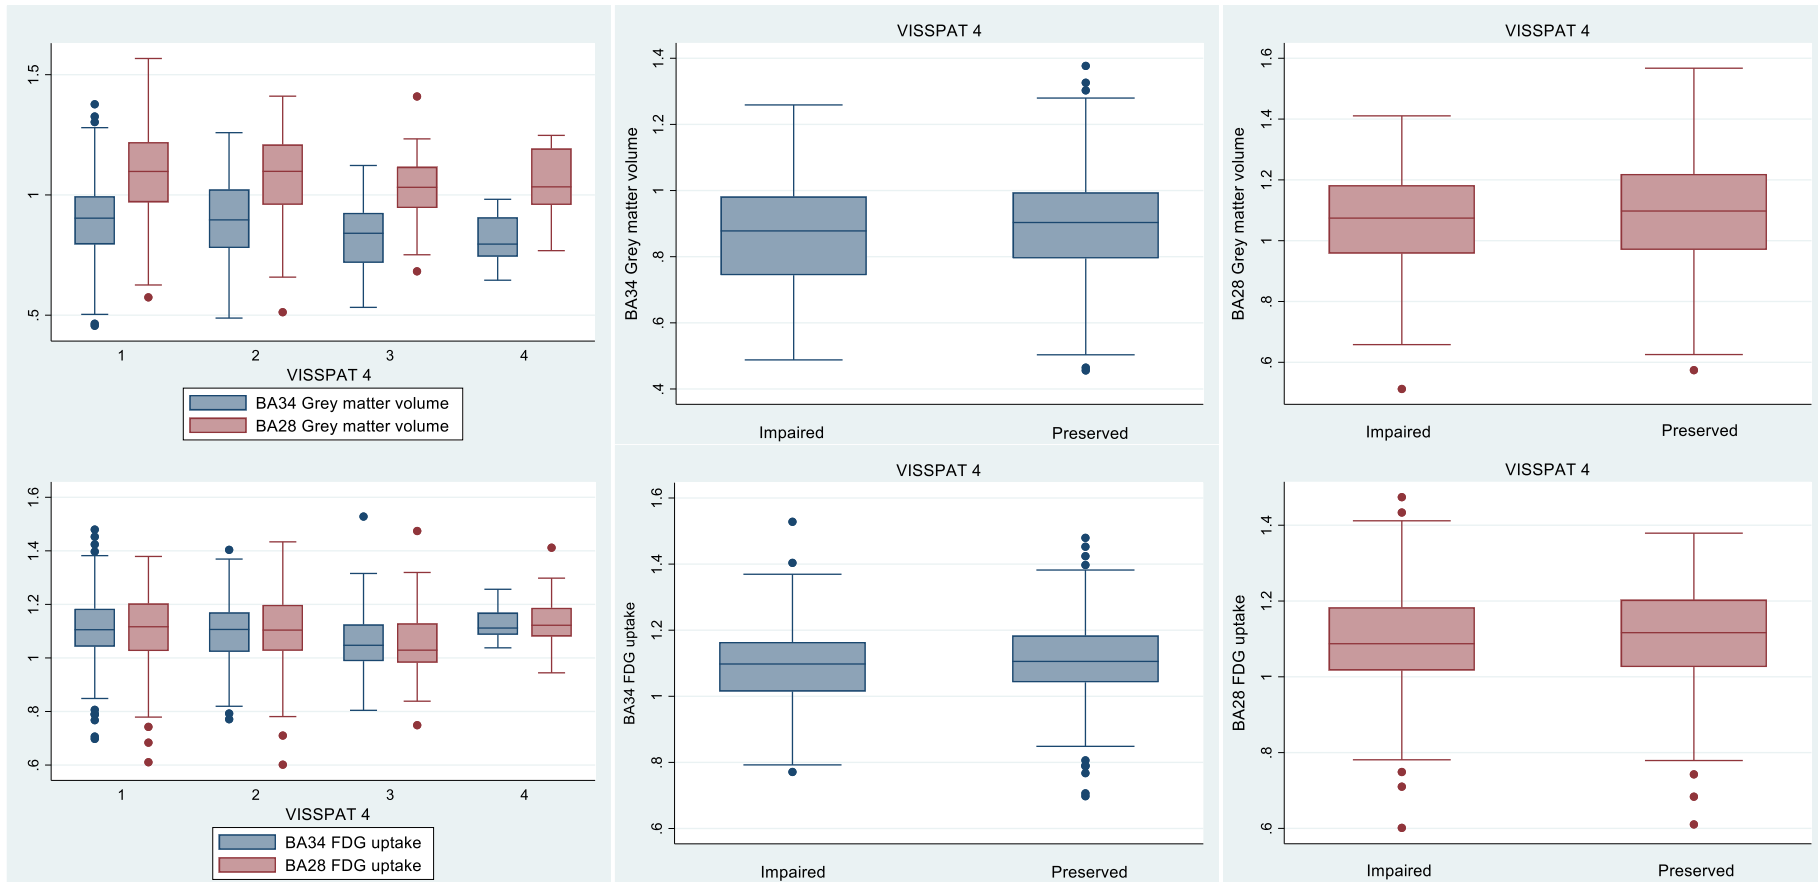 1.5
1
.5
1 2 3 4
VISSPAT 4
BA34 Grey matter volume
BA28 Grey matter volume
VISSPAT 4
BA34 Grey matter volume
1.4
1.2
1
.8
.6
.4
Impaired Preserved
VISSPAT 4
BA28 Grey matter volume
1.6
1.4
1.2
1
.8
.6
Impaired Preserved
1.6
1.4
1.2
1
.8
.6
1 2 3 4
VISSPAT 4
BA34 FDG uptake
BA28 FDG uptake
VISSPAT 4
BA34 FDG uptake
1.6
1.4
1.2
1
.8
.6
Impaired Preserved
VISSPAT 4
BA28 FDG uptake
1.4
1.2
1
.8
.6
Impaired Preserved